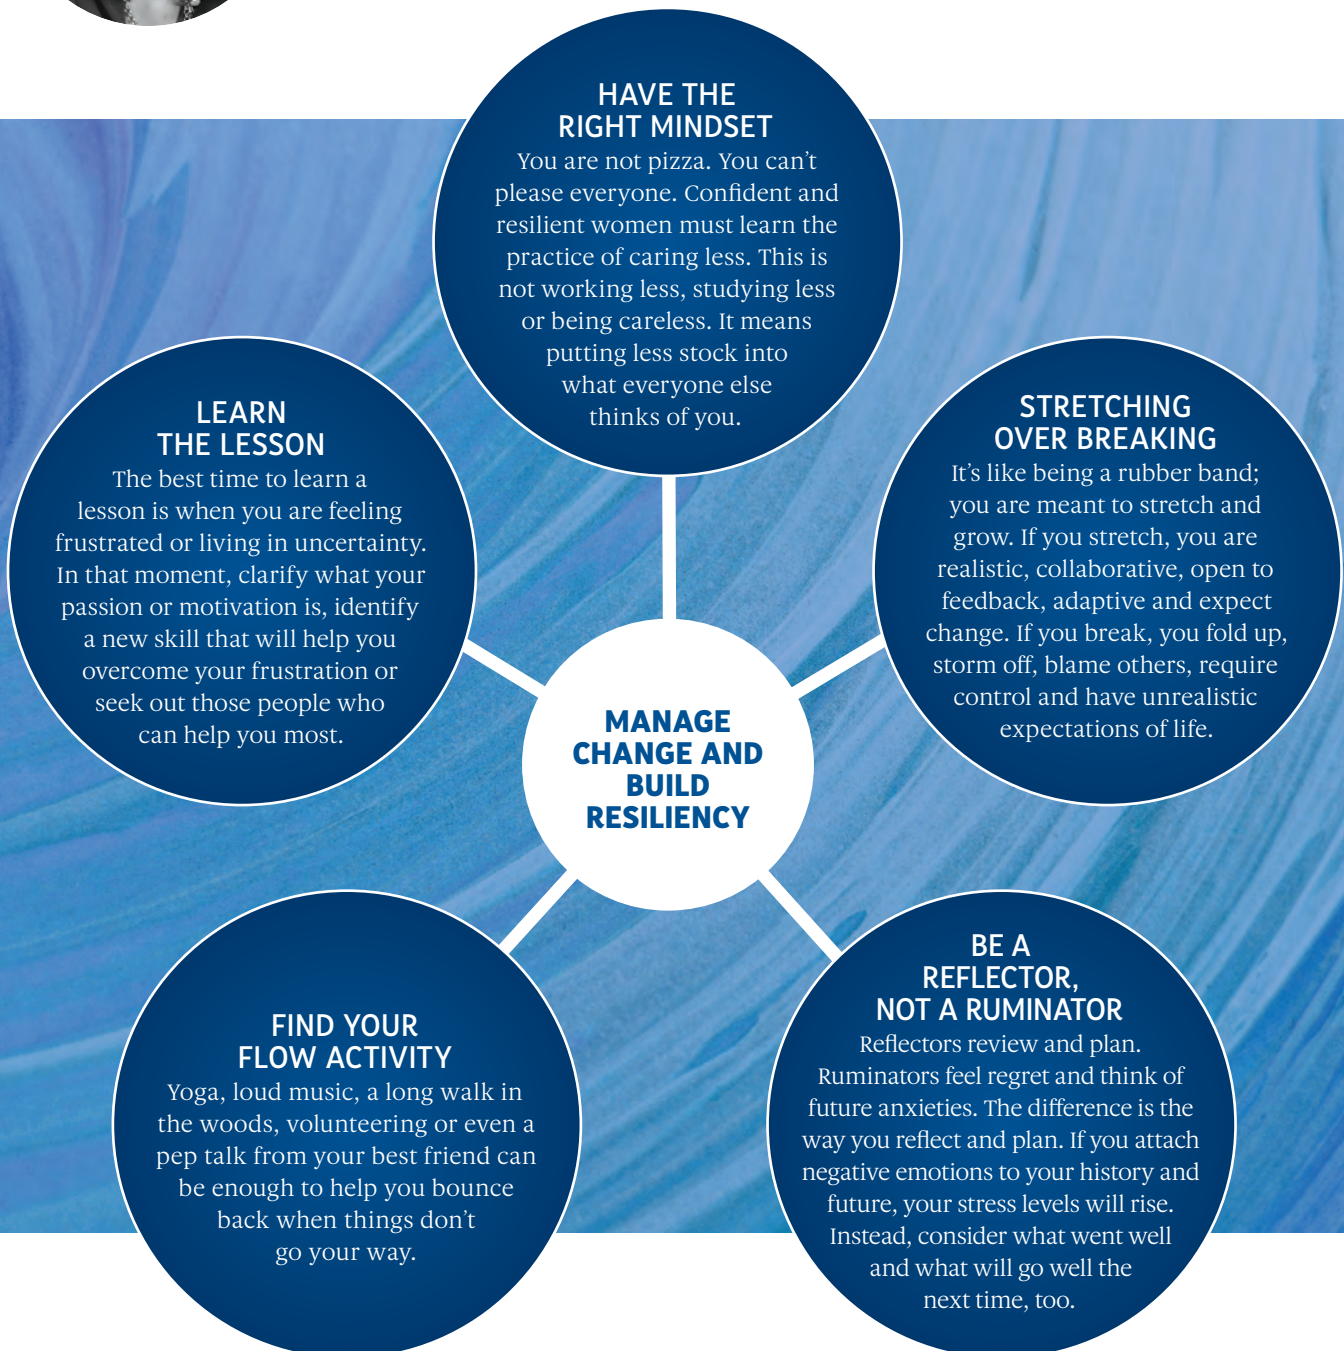 HAVE THE
RIGHT MINDSET
You are not pizza. You can’t
please everyone. Confident and
resilient women must learn the
practice of caring less. This is
not working less, studying less
or being careless. It means
putting less stock into
what everyone else
thinks of you.
LEARN
THE LESSON
The best time to learn a
lesson is when you are feeling
frustrated or living in uncertainty.
In that moment, clarify what your
passion or motivation is, identify
a new skill that will help you
overcome your frustration or
seek out those people who
can help you most.
STRETCHING
OVER BREAKING
It’s like being a rubber band;
you are meant to stretch and
grow. If you stretch, you are
realistic, collaborative, open to
feedback, adaptive and expect
change. If you break, you fold up,
storm off, blame others, require
control and have unrealistic
expectations of life.
MANAGE
CHANGE AND
BUILD
RESILIENCY
FIND YOUR
FLOW ACTIVITY
Yoga, loud music, a long walk in
the woods, volunteering or even a
pep talk from your best friend can
be enough to help you bounce
back when things don’t
go your way.
BE A
REFLECTOR,
NOT A RUMINATOR
Reflectors review and plan.
Ruminators feel regret and think of
future anxieties. The difference is the
way you reflect and plan. If you attach
negative emotions to your history and
future, your stress levels will rise.
Instead, consider what went well
and what will go well the
next time, too.